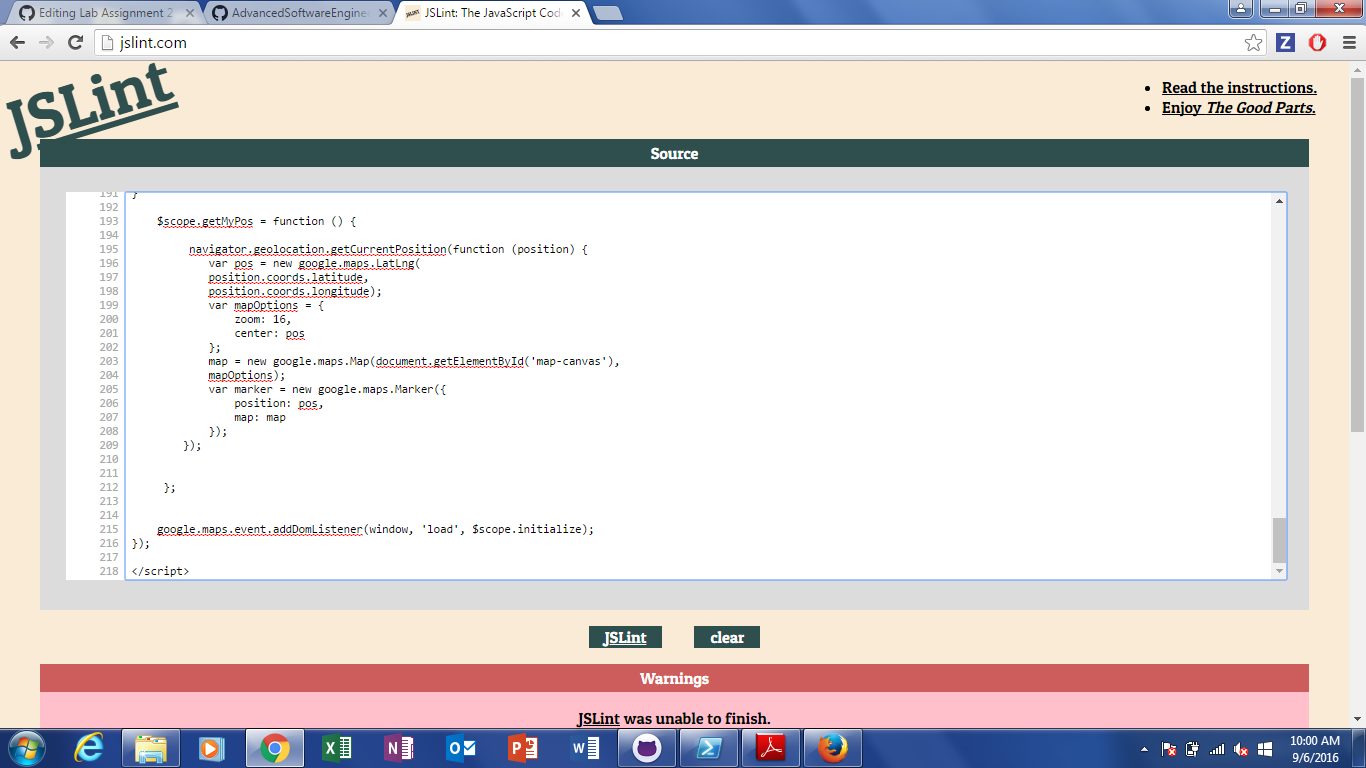 Editing Lab Assignment 2
AdvancedSoftwareEnginee
JSLint: The JavaScript Code
jslint.com
JSLint
Read the instructions.
Enjoy The Good Parts.
Source
191 }
192
193 $scope.getMyPos = function () {
194
195 navigator.geolocation.getCurrentPosition(function (position) {
196 var pos = new google.maps.LatLng(
197 position.coords.latitude,
198 position.coords.longitude);
199 var mapOptions = {
200 zoom: 16,
201 center: pos
202 };
203 map = new google.maps.Map(document.getElementById('map-canvas'),
204 mapOptions);
205 var marker = new google.maps.Marker({
206 position: pos,
207 map: map
208 });
209 });
210
211
212 };
213
214
215 google.maps.event.addDomListener(window, 'load', $scope.initialize);
216 });
217
218 </script>
JSLint clear
Warnings
JSLint was unable to finish.
10:00 AM
9/6/2016